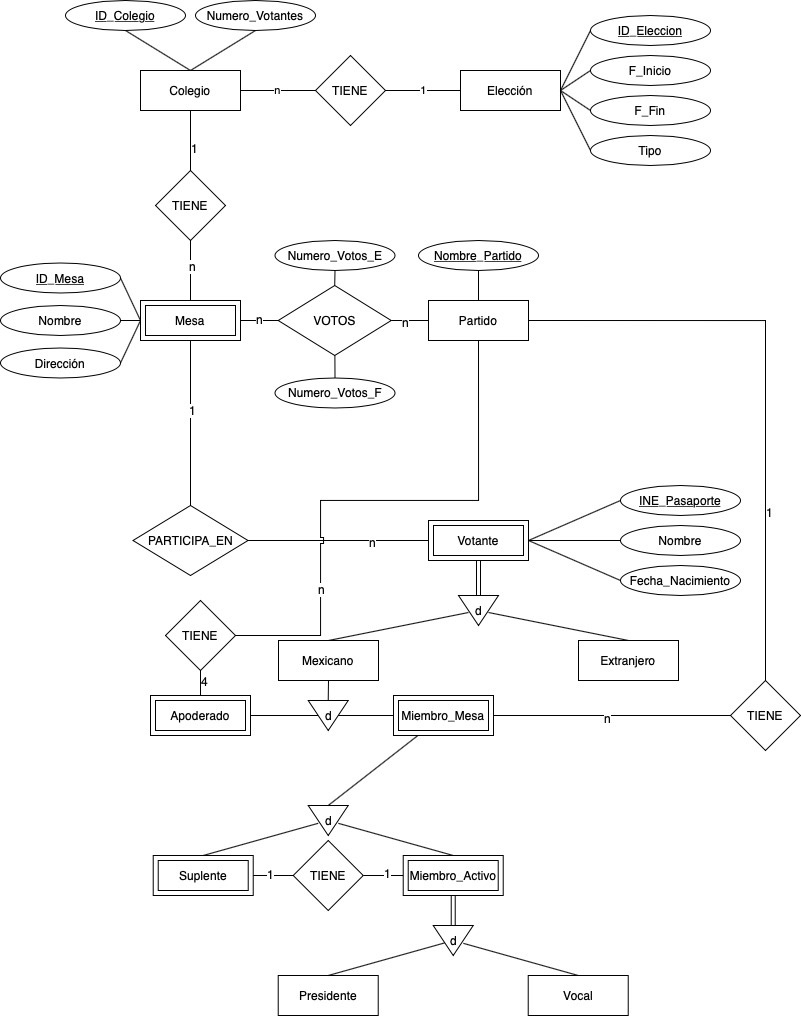 ID_Colegio
Numero_Votantes
ID_Eleccion
Colegio
n
TIENE
1
Elección
F_Inicio
F_Fin
Tipo
1
TIENE
n
Numero_Votos_E
Nombre_Partido
ID_Mesa
Nombre
Dirección
Mesa
n
VOTOS
n
Partido
Numero_Votos_F
1
1
PARTICIPA_EN
n
Votante
INE_Pasaporte
Nombre
Fecha_Nacimiento
n
d
TIENE
4
Mexicano
Extranjero
Apoderado
d
Miembro_Mesa
n
TIENE
d
Suplente
1
TIENE
1
Miembro_Activo
d
Presidente
Vocal